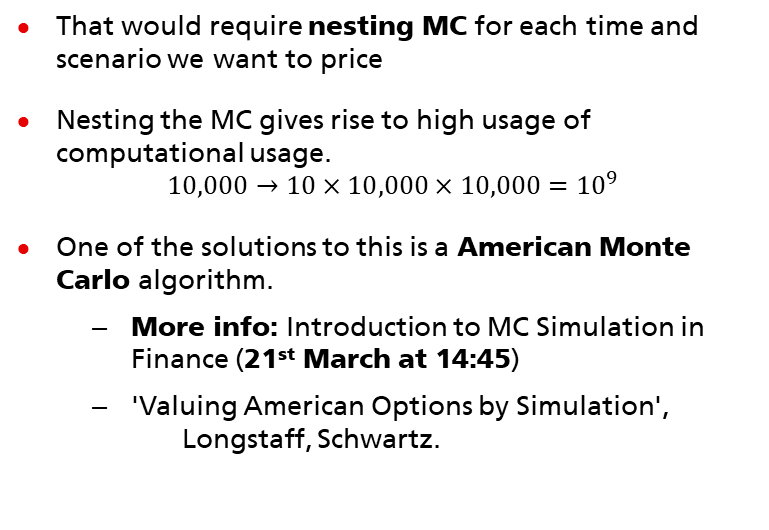 • That would require nesting MC for each time and
scenario we want to price
• Nesting the MC gives rise to high usage of
computational usage.
10,000 → 10 × 10,000 × 10,000 = 10⁹
• One of the solutions to this is a American Monte
Carlo algorithm.
– More info: Introduction to MC Simulation in
Finance (21st March at 14:45)
– 'Valuing American Options by Simulation',
Longstaff, Schwartz.